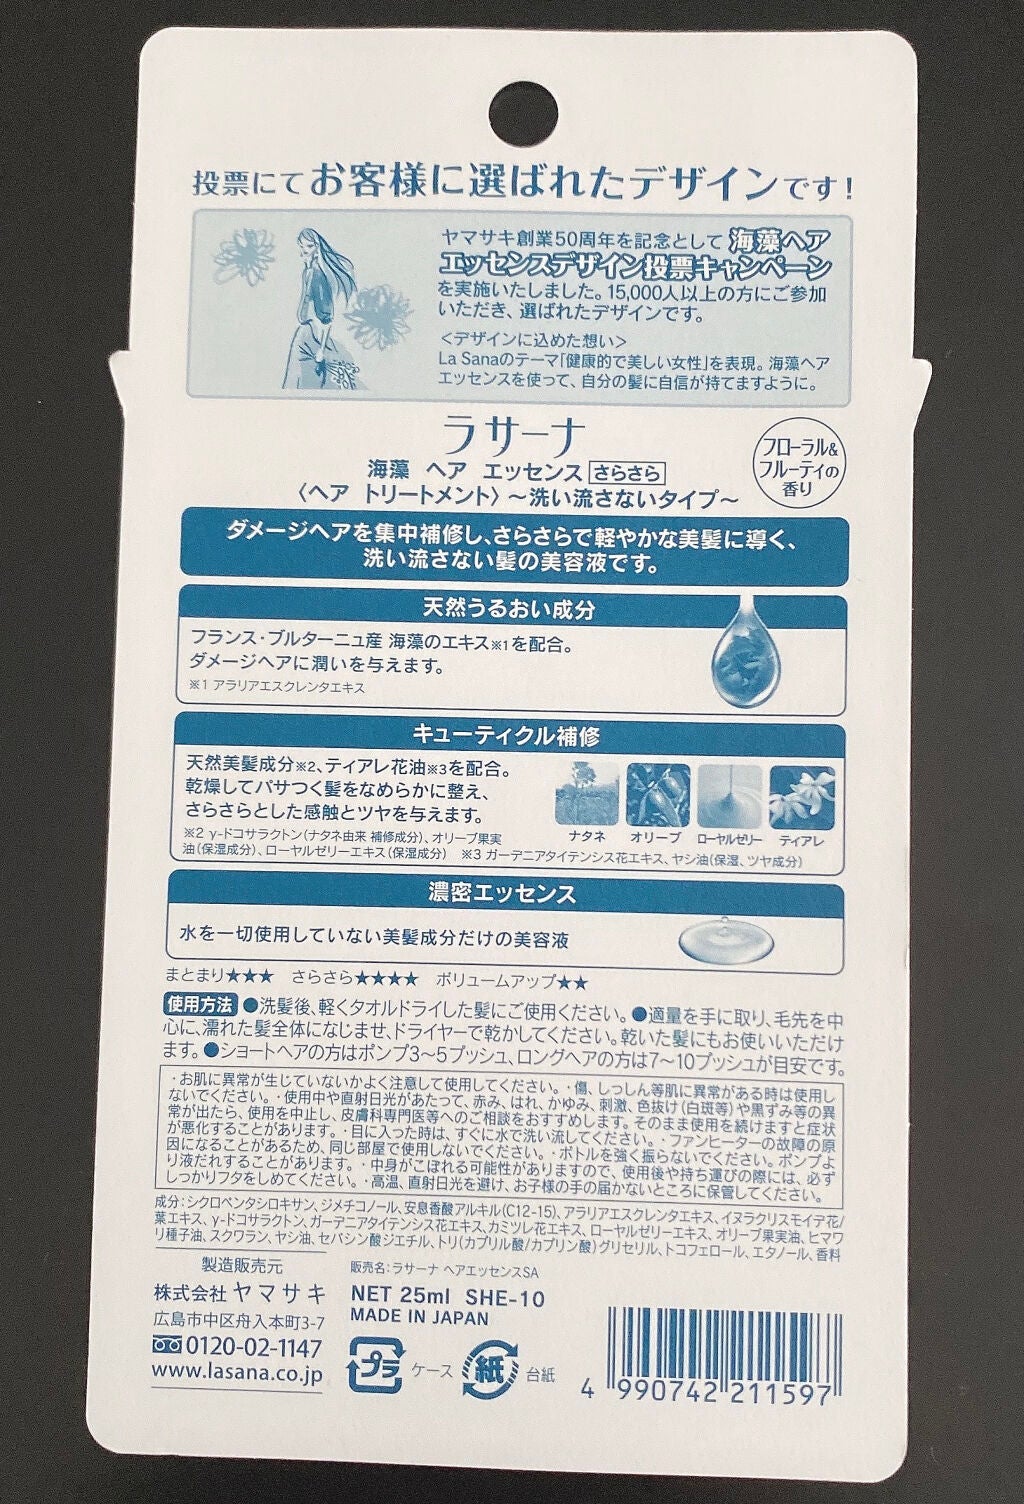 投票にてお客様に選ばれたデザインです!
ヤマサキ創業50周年を記念として 海藻ヘア
エッセンスデザイン投票キャンペーン
を実施いたしました。15,000人以上の方にご参加
いただき、選ばれたデザインです。
<デザインに込めた想い>
La Sanaのテーマ「健康的で美しい女性」を表現。海藻ヘア
エッセンスを使って、自分の髪に自信が持てますように。
ラサーナ
海藻 ヘア エッセンス さらさら
〈ヘア トリートメント〉〜洗い流さないタイプ〜
フローラル&
フルーティの
香り
ダメージヘアを集中補修し、さらさらで軽やかな美髪に導く、
洗い流さない髪の美容液です。
天然うるおい成分
フランス・ブルターニュ産 海藻のエキス※1を配合。
ダメージヘアに潤いを与えます。
※1 アラリアエスクレンタエキス
キューティクル補修
天然美髪成分※2、ティアレ花油※3を配合。
乾燥してパサつく髪をなめらかに整え、
さらさらとした感触とツヤを与えます。
ナタネ オリーブ ローヤルゼリー ティアレ
※2 γ-ドコサラクトン(ナタネ由来 補修成分)、オリーブ果実
油(保湿成分)、ローヤルゼリーエキス(保湿成分) ※3 ガーデニアタイテンシス花エキス、ヤシ油(保湿、ツヤ成分)
濃密エッセンス
水を一切使用していない美髪成分だけの美容液
まとまり★★★ さらさら★★★★ ボリュームアップ★★
使用方法 ●洗髪後、軽くタオルドライした髪にご使用ください。●適量を手に取り、毛先を中
心に、濡れた髪全体になじませ、ドライヤーで乾かしてください。乾いた髪にもお使いいただけ
ます。●ショートヘアの方はポンプ3〜5プッシュ、ロングヘアの方は7〜10プッシュが目安です。
・お肌に異常が生じていないかよく注意して使用してください。・傷、しっしん等肌に異常がある時は使用し
ないでください。・使用中や直射日光があたって、赤み、はれ、かゆみ、刺激、色抜け(白斑等)や黒ずみ等の異
常が出たら、使用を中止し、皮膚科専門医等へのご相談をおすすめします。そのまま使用を続けますと症状
が悪化することがあります。・目に入った時は、すぐに水で洗い流してください。・ファンヒーターの故障の原
因になることがあるため、同じ部屋で使用しないでください。・ボトルを強く振らないでください。ポンプよ
り液だれすることがあります。・中身がこぼれる可能性がありますので、使用後や持ち運びの際には、必ず
しっかりフタをしめてください。・高温、直射日光を避け、お子様の手の届かないところに保管してください。
成分:シクロペンタシロキサン、ジメチコノール、安息香酸アルキル(C12-15)、アラリアエスクレンタエキス、イヌラクリスモイデ花/
葉エキス、γ-ドコサラクトン、ガーデニアタイテンシス花エキス、カミツレ花エキス、ローヤルゼリーエキス、オリーブ果実油、ヒマワ
リ種子油、スクワラン、ヤシ油、セバシン酸ジエチル、トリ(カプリル酸/カプリン酸)グリセリル、トコフェロール、エタノール、香料
製造販売元
株式会社ヤマサキ
広島市中区舟入本町3-7
0120-02-1147
www.lasana.co.jp
販売名:ラサーナ ヘアエッセンスSA
NET 25ml SHE-10
MADE IN JAPAN
プラ ケース 紙 台紙
4 990742 211597